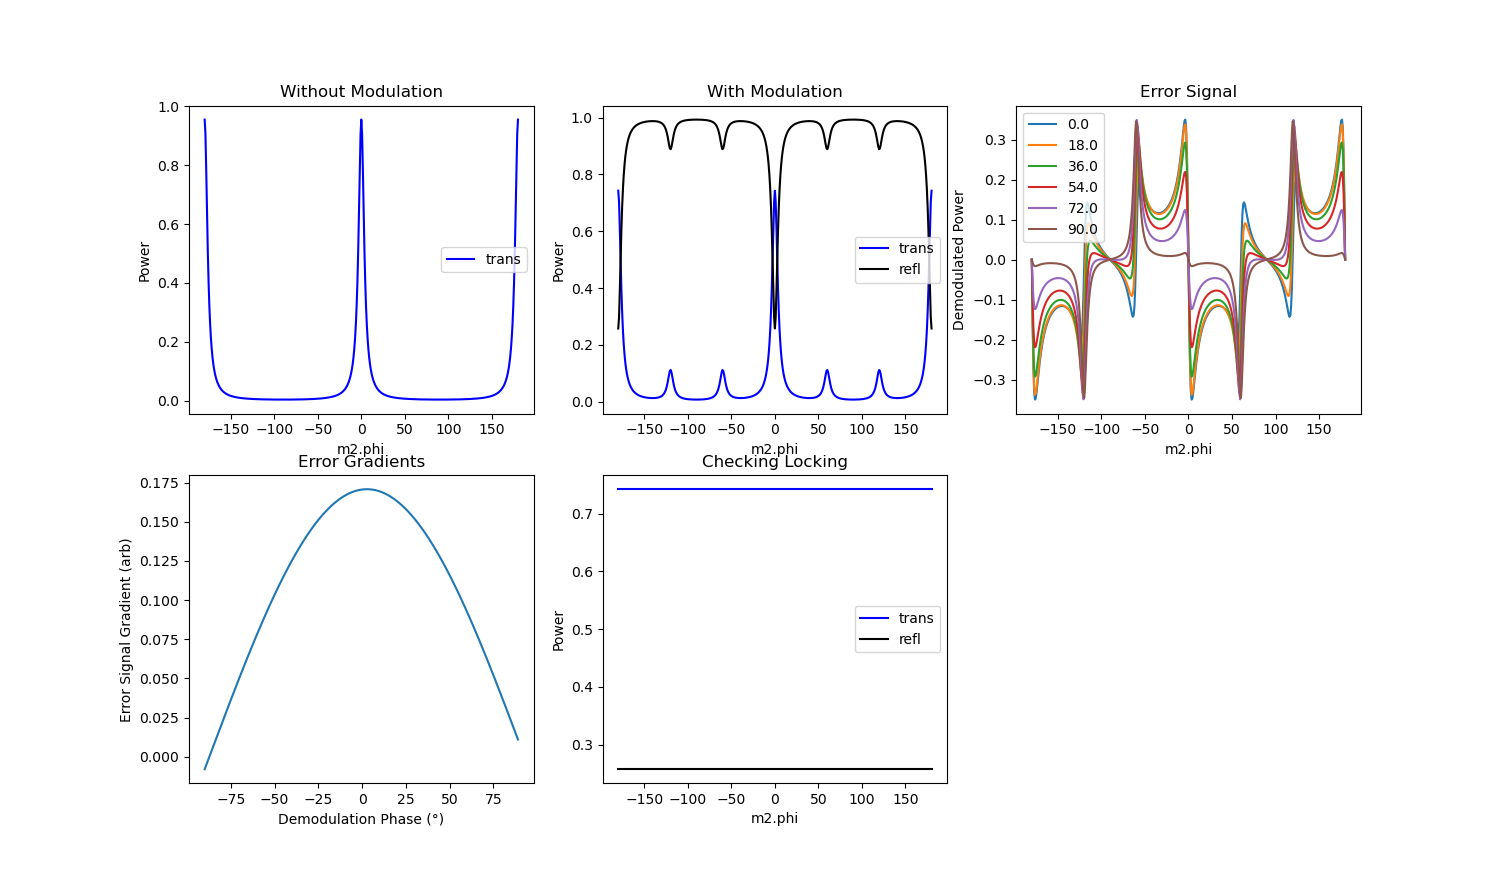 Without Modulation
Power
1.0
0.8
0.6
0.4
0.2
0.0
trans
−150 −100 −50 0 50 100 150
m2.phi
With Modulation
Power
1.0
0.8
0.6
0.4
0.2
0.0
trans
refl
−150 −100 −50 0 50 100 150
m2.phi
Error Signal
Demodulated Power
0.3
0.2
0.1
0.0
−0.1
−0.2
−0.3
0.0
18.0
36.0
54.0
72.0
90.0
−150 −100 −50 0 50 100 150
m2.phi
Error Gradients
Error Signal Gradient (arb)
0.175
0.150
0.125
0.100
0.075
0.050
0.025
0.000
−75 −50 −25 0 25 50 75
Demodulation Phase (°)
Checking Locking
Power
0.7
0.6
0.5
0.4
0.3
trans
refl
−150 −100 −50 0 50 100 150
m2.phi